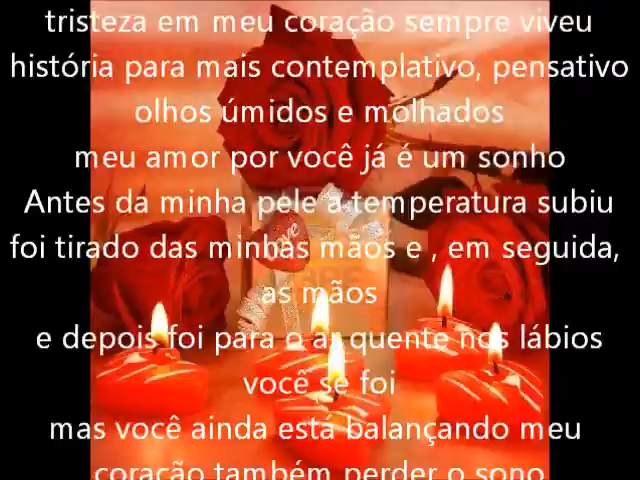 tristeza em meu coração sempre viveu
história para mais contemplativo, pensativo
olhos úmidos e molhados
meu amor por você já é um sonho
Antes da minha pele a temperatura subiu
foi tirado das minhas mãos e , em seguida,
love
as mãos
e depois foi para o ar quente nos lábios
você se foi
mas você ainda está balançando meu
coração também perder o sono